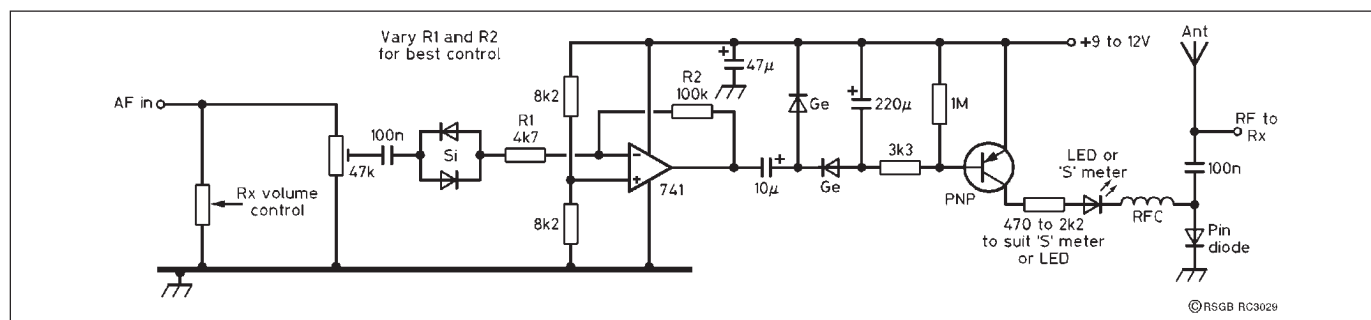 Vary R1 and R2
for best control
AF in
Rx volume
control
47k
100n
Si
R1
4k7
8k2
8k2
R2
100k
741
+
47µ
10µ
+
Ge
Ge
+
220µ
3k3
1M
PNP
+9 to 12V
470 to 2k2
to suit 'S' meter
or LED
LED or
'S' meter
RFC
Ant
RF to
Rx
100n
Pin
diode
©RSGB RC3029